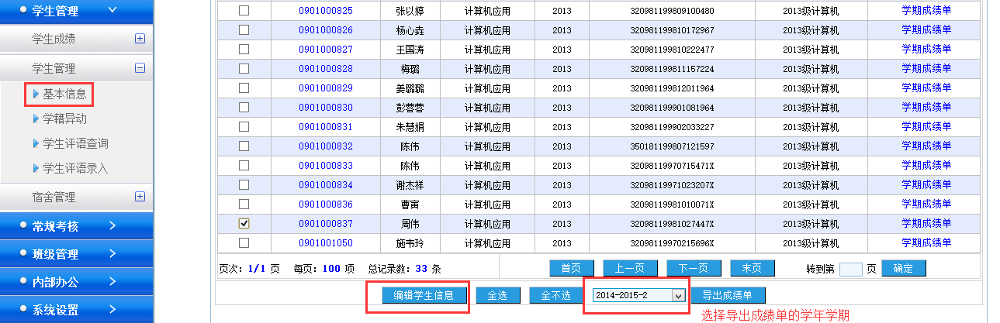 学生管理
学生成绩
学生管理
基本信息
学籍异动
学生评语查询
学生评语录入
宿舍管理
常规考核
班级管理
内部办公
系统设置
0901000825 张以婷 计算机应用 2013 320981199809100480 2013级计算机 学期成绩单
0901000826 杨心垚 计算机应用 2013 320981199810172967 2013级计算机 学期成绩单
0901000827 王国涛 计算机应用 2013 320981199810222477 2013级计算机 学期成绩单
0901000828 梅璐 计算机应用 2013 320981199811157224 2013级计算机 学期成绩单
0901000829 姜璐璐 计算机应用 2013 320981199812011964 2013级计算机 学期成绩单
0901000830 彭蓉蓉 计算机应用 2013 320981199901081964 2013级计算机 学期成绩单
0901000831 朱慧娟 计算机应用 2013 320981199902033227 2013级计算机 学期成绩单
0901000832 陈伟 计算机应用 2013 350181199807121597 2013级计算机 学期成绩单
0901000833 陈伟 计算机应用 2013 32098119970715471X 2013级计算机 学期成绩单
0901000834 谢杰祥 计算机应用 2013 32098119971023207X 2013级计算机 学期成绩单
0901000836 曹寅 计算机应用 2013 32098119981010071X 2013级计算机 学期成绩单
0901000837 周伟 计算机应用 2013 32098119981027447X 2013级计算机 学期成绩单
0901001050 施韦玲 计算机应用 2013 32098119970215696X 2013级计算机 学期成绩单
页次：1/1 页 每页：100 项 总记录数：33 条 首页 上一页 下一页 末页 转到第 页 确定
编辑学生信息 全选 全不选 2014-2015-2 导出成绩单
选择导出成绩单的学年学期